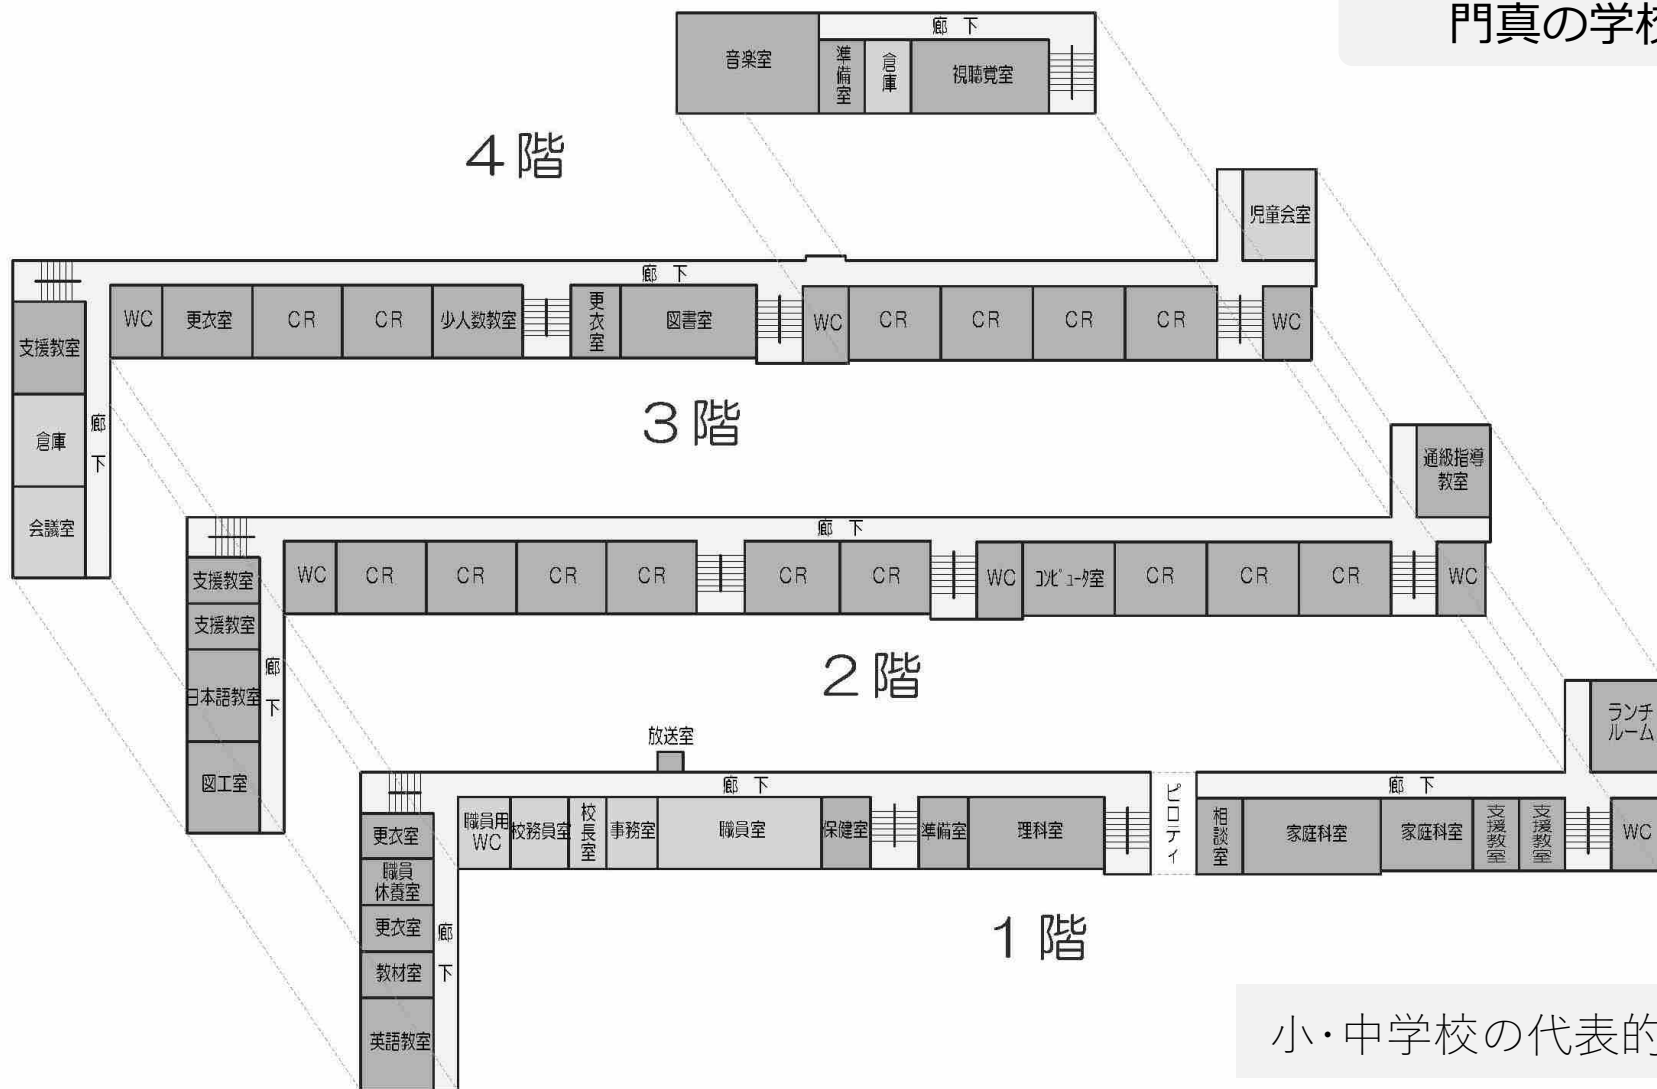 門真の学校
廊 下
音楽室
準備室
倉庫
視聴覚室
4階
児童会室
廊 下
支援教室
WC
更衣室
CR
CR
少人数教室
更衣室
図書室
WC
CR
CR
CR
CR
WC
倉庫
会議室
廊下
3階
通級指導
教室
廊 下
支援教室
支援教室
日本語教室
図工室
廊下
WC
CR
CR
CR
CR
CR
CR
WC
コンピュータ室
CR
CR
CR
WC
2階
ランチ
ルーム
放送室
廊 下
ピロティ
廊 下
更衣室
職員
休養室
更衣室
教材室
英語教室
廊下
職員用
WC
校務員室
校長室
事務室
職員室
保健室
準備室
理科室
相談室
家庭科室
家庭科室
支援教室
支援教室
WC
1階
小・中学校の代表的